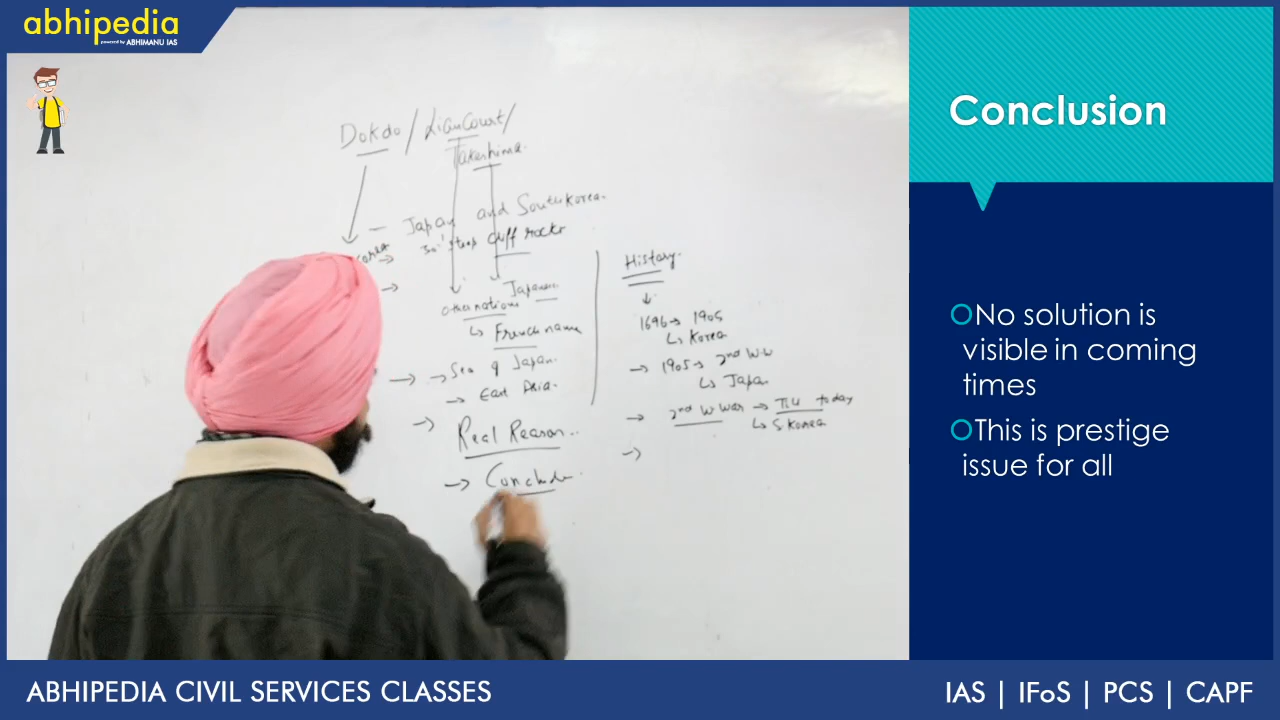 abhipedia
powered by ABHIMANU IAS
Dokdo / Liancourt /
Takeshima.
— Japan and South Korea.
→ 30' steep cliff rocks
→ Japanese
Other nations
↳ French name
→ → Sea of Japan.
→ East Asia.
→ Real Reason..
→ Conclude.
History.
↓
1696 → 1905
↳ Korea
→ 1905 → 2nd W.W
↳ Japan
→ 2nd W War → Till today
↳ S Korea
→
Conclusion
No solution is
visible in coming
times
This is prestige
issue for all
ABHIPEDIA CIVIL SERVICES CLASSES
IAS | IFoS | PCS | CAPF